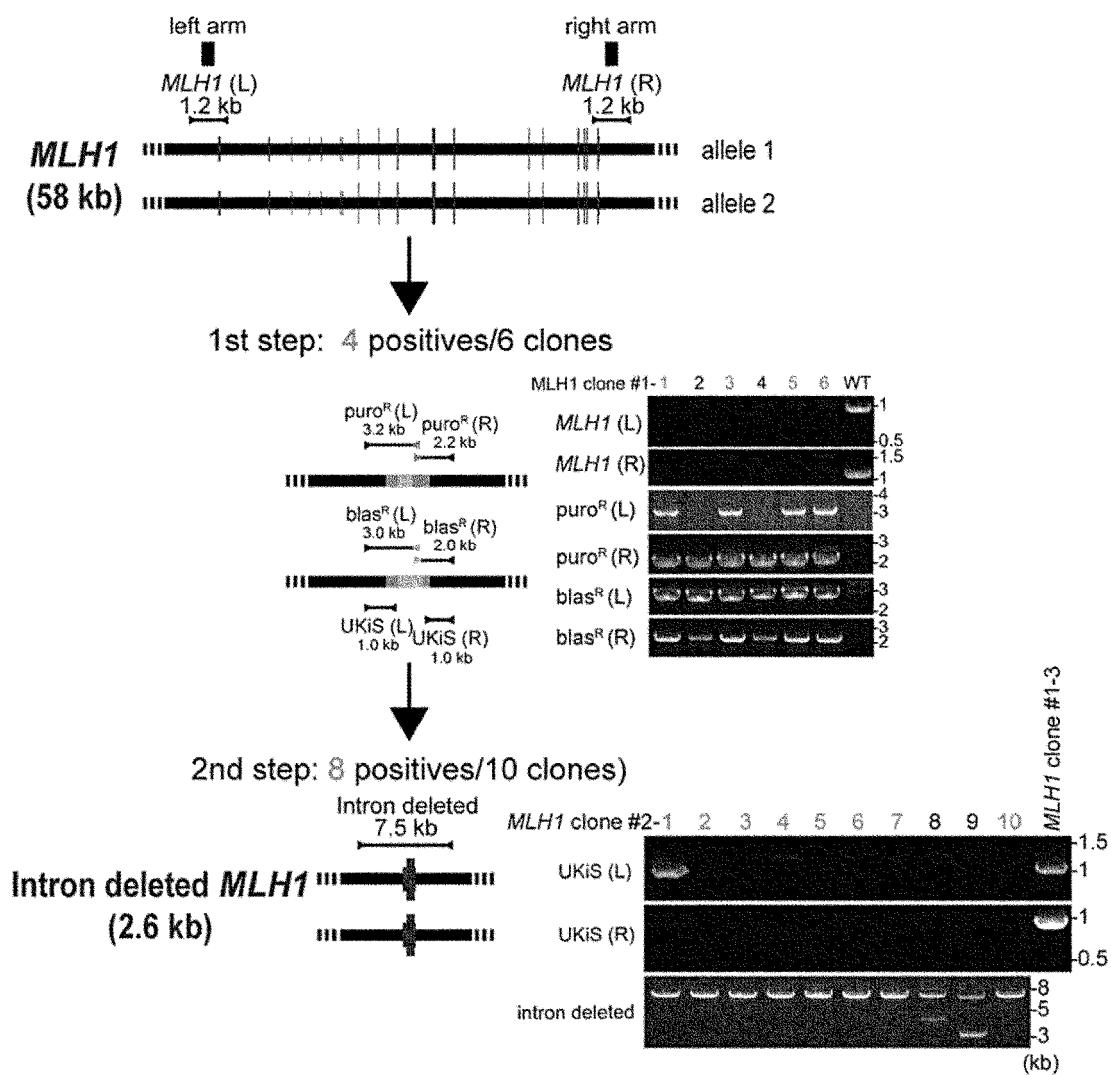 left arm
right arm
MLH1 (L)
1.2 kb
MLH1 (R)
1.2 kb
MLH1
(58 kb)
allele 1
allele 2
1st step: 4 positives/6 clones
MLH1 clone #1- 1 2 3 4 5 6 WT
puroᴿ (L)
3.2 kb
puroᴿ (R)
2.2 kb
blasᴿ (L)
3.0 kb
blasᴿ (R)
2.0 kb
UKiS (L)
1.0 kb
UKiS (R)
1.0 kb
MLH1 (L)
-1
-0.5
MLH1 (R)
-1.5
-1
puroᴿ (L)
-4
-3
puroᴿ (R)
-3
-2
blasᴿ (L)
-3
-2
blasᴿ (R)
-3
-2
2nd step: 8 positives/10 clones)
Intron deleted
7.5 kb
Intron deleted MLH1
(2.6 kb)
MLH1 clone #2- 1 2 3 4 5 6 7 8 9 10
MLH1 clone #1-3
UKiS (L)
-1.5
-1
UKiS (R)
-1
-0.5
intron deleted
-8
-5
-3
(kb)